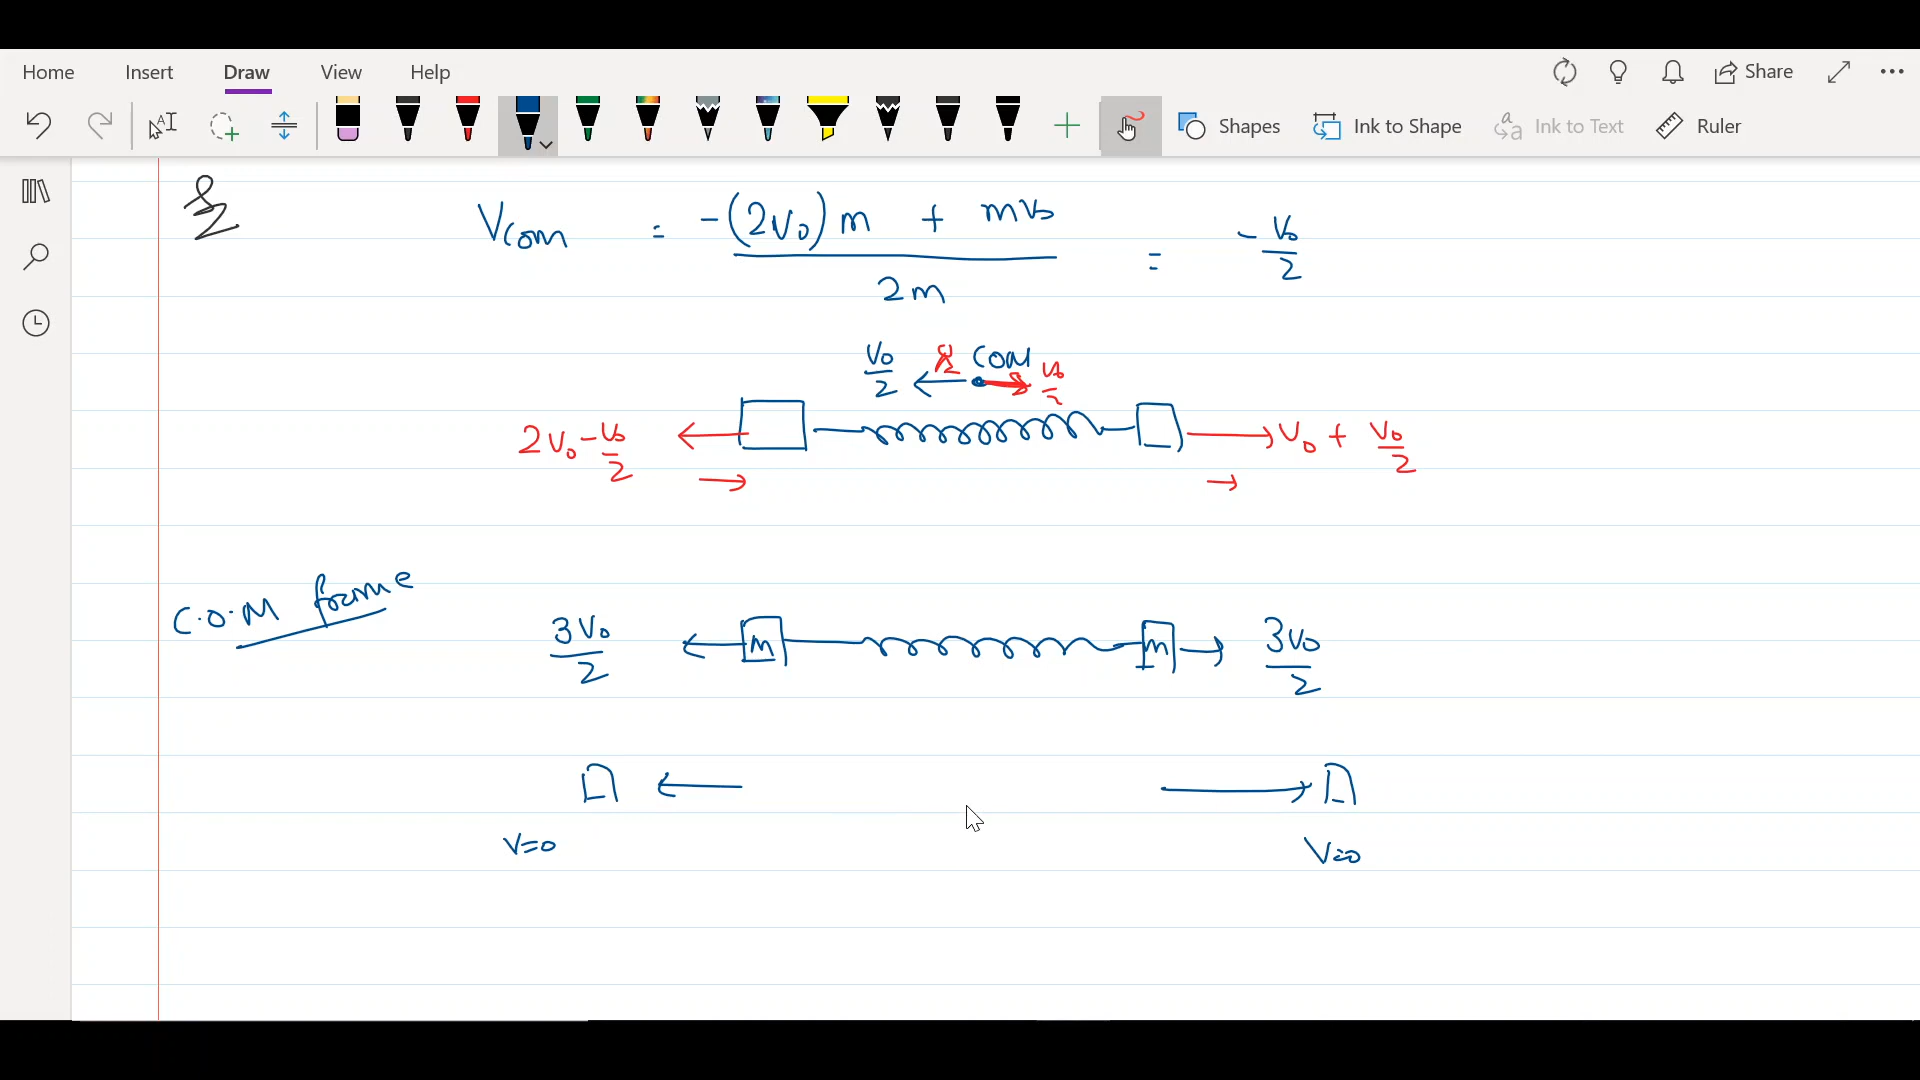 Home Insert Draw View Help Share
Shapes Ink to Shape Ink to Text Ruler
Vcom = -(2v₀)m + mv₀ / 2m = -v₀/2
v₀/2 COM v₀/2
2v₀ - v₀/2 v₀ + v₀/2
C.O.M frame
3v₀/2 m m 3v₀/2
v=0 v=0